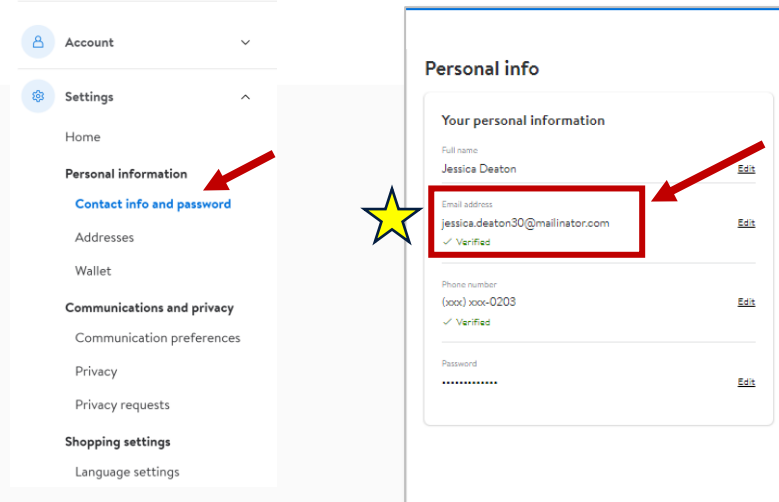 Account
Settings
Home
Personal information
Contact info and password
Addresses
Wallet
Communications and privacy
Communication preferences
Privacy
Privacy requests
Shopping settings
Language settings
Personal info
Your personal information
Full name
Jessica Deaton
Edit
Email address
jessica.deaton30@mailinator.com
Edit
Verified
Phone number
(xxx) xxx-0203
Edit
Verified
Password
•••••••••••••
Edit